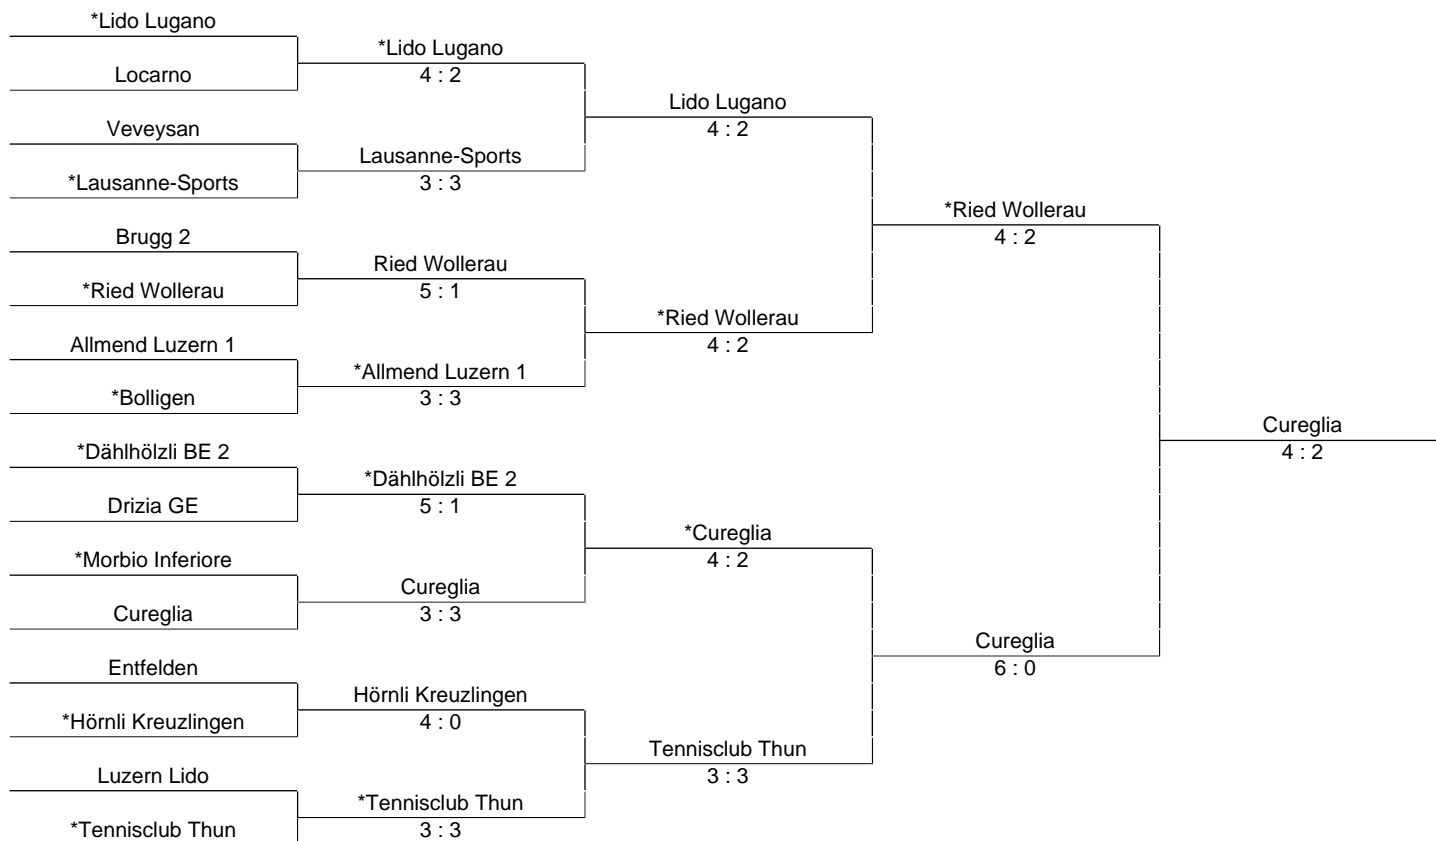 *Lido Lugano
Locarno
Veveysan
*Lausanne-Sports
Brugg 2
*Ried Wollerau
Allmend Luzern 1
*Bolligen
*Dählhölzli BE 2
Drizia GE
*Morbio Inferiore
Cureglia
Entfelden
*Hörnli Kreuzlingen
Luzern Lido
*Tennisclub Thun
*Lido Lugano
4 : 2
Lausanne-Sports
3 : 3
Ried Wollerau
5 : 1
*Allmend Luzern 1
3 : 3
*Dählhölzli BE 2
5 : 1
Cureglia
3 : 3
Hörnli Kreuzlingen
4 : 0
*Tennisclub Thun
3 : 3
Lido Lugano
4 : 2
*Ried Wollerau
4 : 2
*Cureglia
4 : 2
Tennisclub Thun
3 : 3
*Ried Wollerau
4 : 2
Cureglia
6 : 0
Cureglia
4 : 2